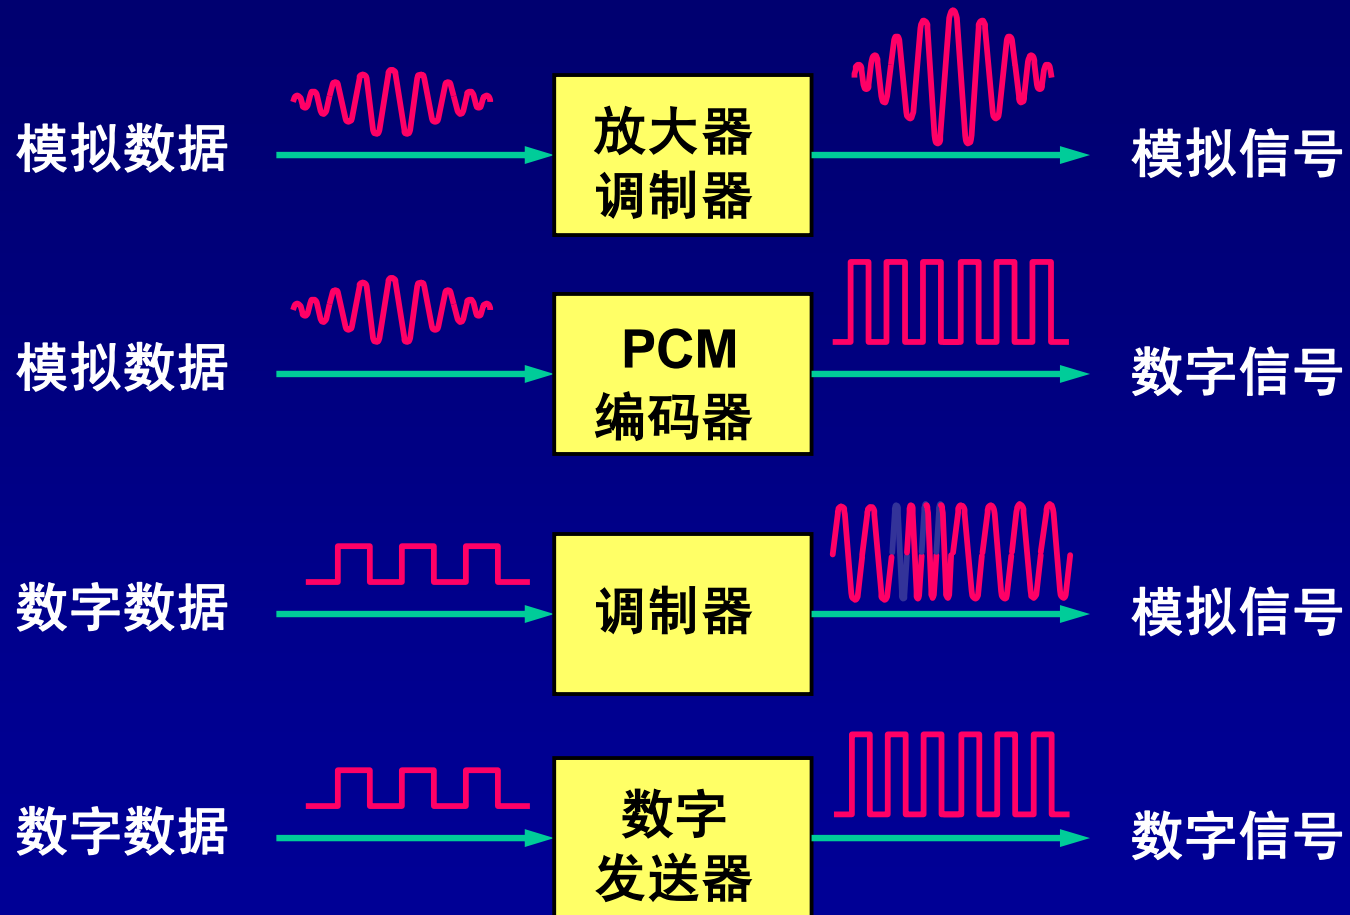 模拟数据
放大器
调制器
模拟信号
模拟数据
PCM
编码器
数字信号
数字数据
调制器
模拟信号
数字数据
数字
发送器
数字信号